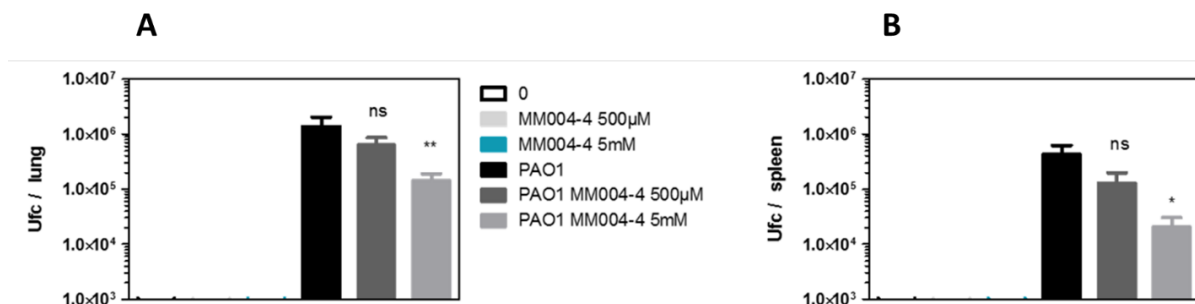 A
B
1.0×10⁷
1.0×10⁶
1.0×10⁵
1.0×10⁴
1.0×10³
Ufc / lung
ns
**
0
MM004-4 500µM
MM004-4 5mM
PAO1
PAO1 MM004-4 500µM
PAO1 MM004-4 5mM
1.0×10⁷
1.0×10⁶
1.0×10⁵
1.0×10⁴
1.0×10³
Ufc / spleen
ns
*